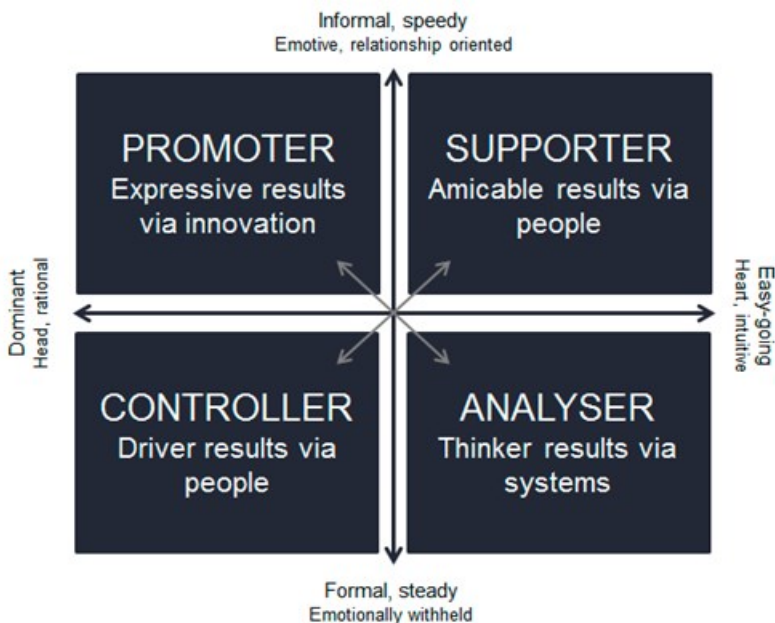 Informal, speedy
Emotive, relationship oriented
PROMOTER
Expressive results
via innovation
SUPPORTER
Amicable results via
people
Dominant
Head, rational
Easy-going
Heart, intuitive
CONTROLLER
Driver results via
people
ANALYSER
Thinker results via
systems
Formal, steady
Emotionally withheld